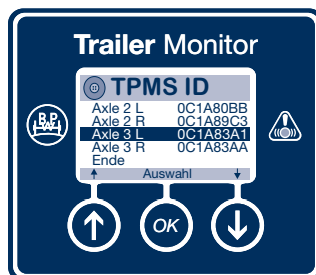 Trailer Monitor
TPMS ID
Axle 2 L 0C1A80BB
Axle 2 R 0C1A89C3
Axle 3 L 0C1A83A1
Axle 3 R 0C1A83AA
Ende
↑ Auswahl ↓
BPW
↑ OK ↓